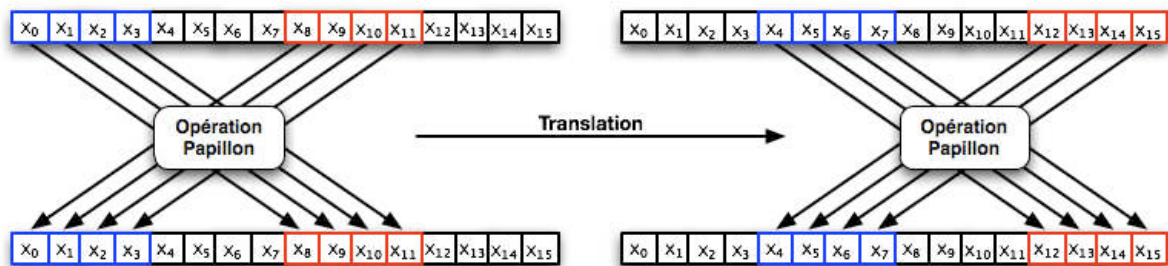 X0 X1 X2 X3 X4 X5 X6 X7 X8 X9 X10 X11 X12 X13 X14 X15
X0 X1 X2 X3 X4 X5 X6 X7 X8 X9 X10 X11 X12 X13 X14 X15
Opération
Papillon
Translation
Opération
Papillon
X0 X1 X2 X3 X4 X5 X6 X7 X8 X9 X10 X11 X12 X13 X14 X15
X0 X1 X2 X3 X4 X5 X6 X7 X8 X9 X10 X11 X12 X13 X14 X15